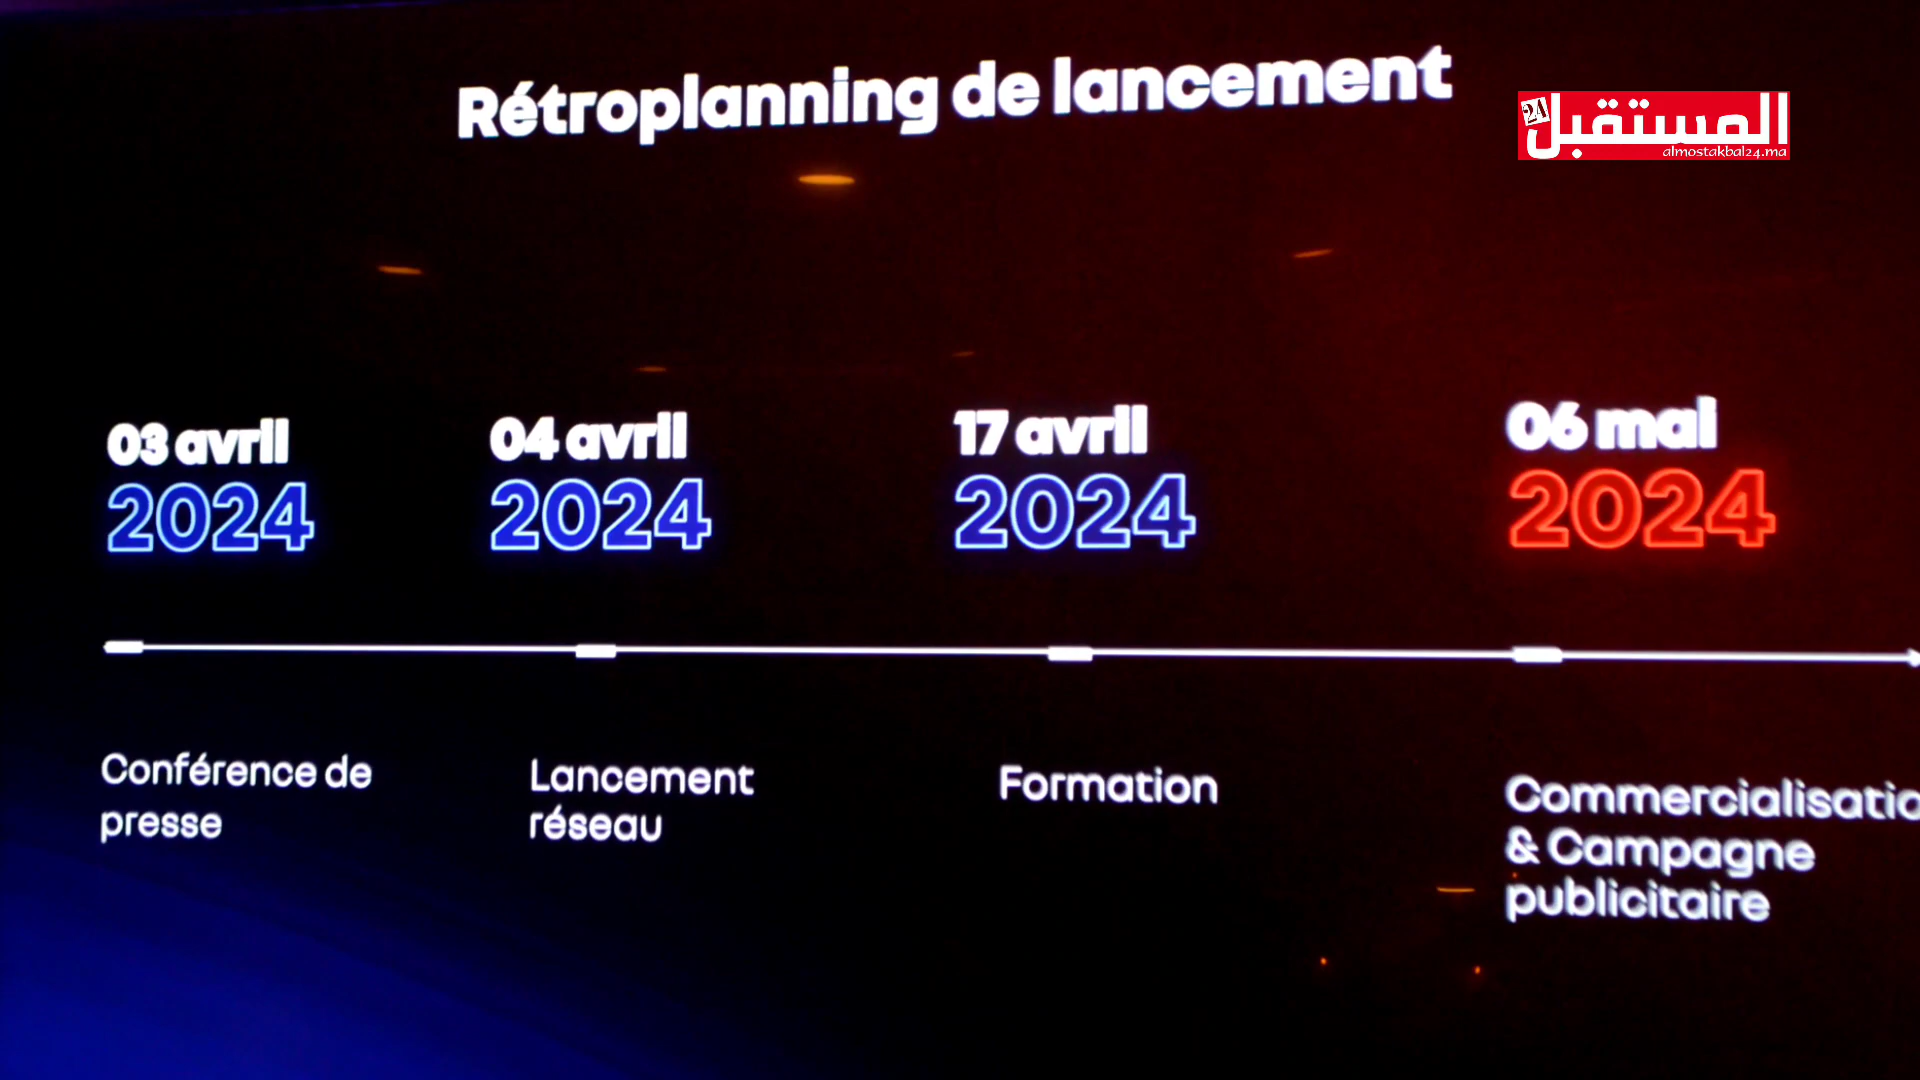 Rétroplanning de lancement
24 المستقبل
almostakbal24.ma
03 avril
2024
04 avril
2024
17 avril
2024
06 mai
2024
Conférence de
presse
Lancement
réseau
Formation
Commercialisatio
& Campagne
publicitaire